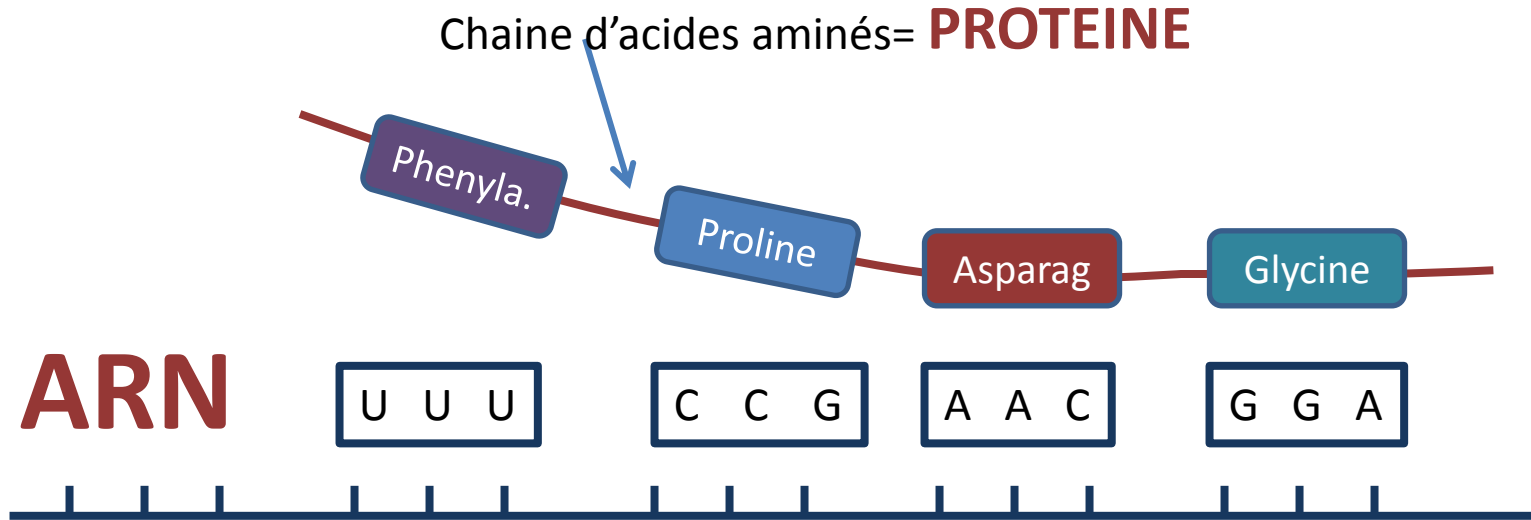 Chaine d’acides aminés= PROTEINE
Phenyla.
Proline
Asparag
Glycine
ARN
U U U
C C G
A A C
G G A